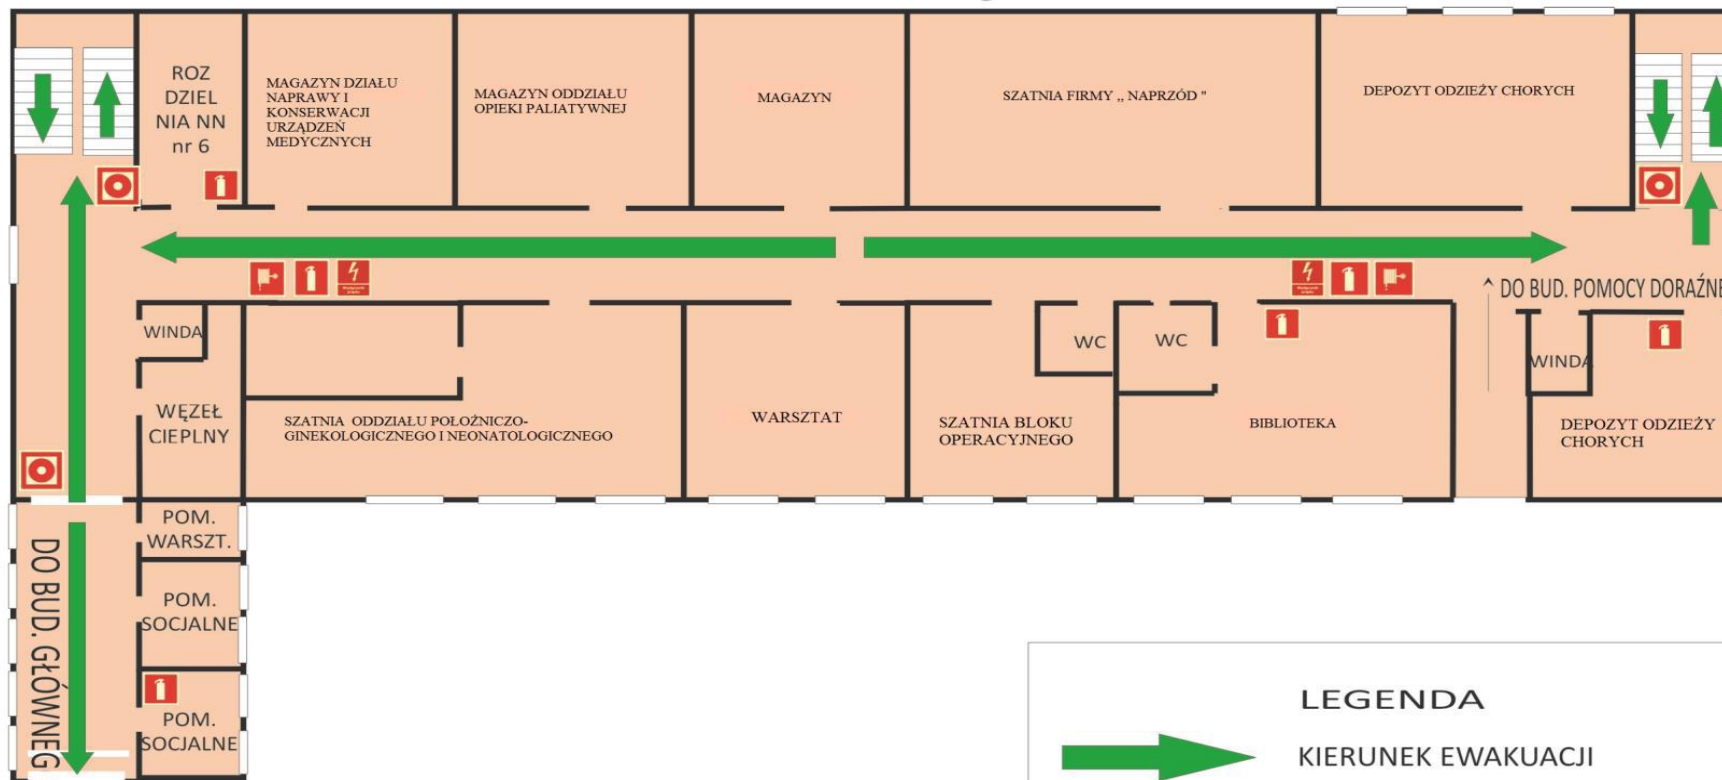 ROZ
DZIEL
NIA NN
nr 6
MAGAZYN DZIAŁU
NAPRAWY I
KONSERWACJI
URZĄDZEŃ
MEDYCZNYCH
MAGAZYN ODDZIAŁU
OPIEKI PALIATYWNEJ
MAGAZYN
SZATNIA FIRMY ,, NAPRZÓD "
DEPOZYT ODZIEŻY CHORYCH
DO BUD. POMOCY DORAŹNE
WINDA
WĘZEŁ
CIEPLNY
SZATNIA ODDZIAŁU POŁOŻNICZO-
GINEKOLOGICZNEGO I NEONATOLOGICZNEGO
WARSZTAT
SZATNIA BLOKU
OPERACYJNEGO
WC
WC
BIBLIOTEKA
WINDA
DEPOZYT ODZIEŻY
CHORYCH
POM.
WARSZT.
POM.
SOCJALNE
POM.
SOCJALNE
DO BUD. GŁÓWNEG
LEGENDA
KIERUNEK EWAKUACJI